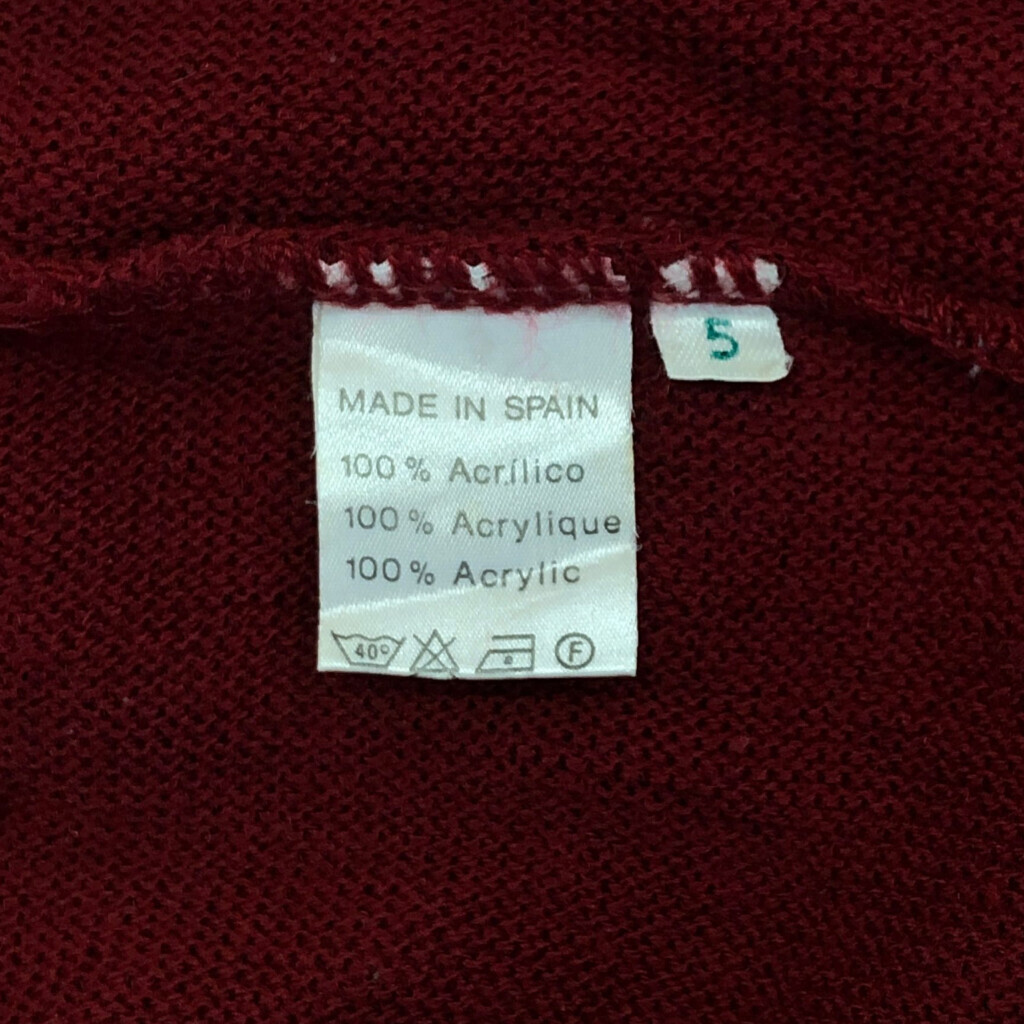 5
MADE IN SPAIN
100% Acrílico
100% Acrylique
100% Acrylic
40° F